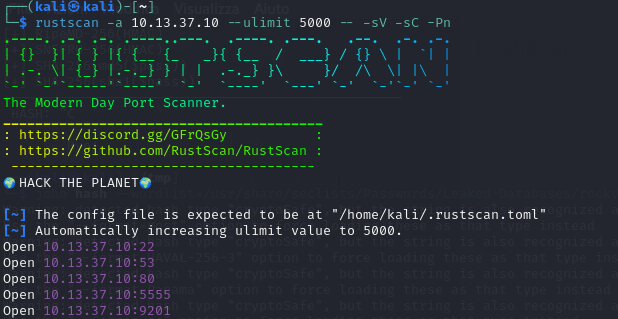 ┌──(kali㉿kali)-[~]
└─$ rustscan -a 10.13.37.10 --ulimit 5000 -- -sV -sC -Pn
The Modern Day Port Scanner.
: https://discord.gg/GFrQsGy :
: https://github.com/RustScan/RustScan :
🌍HACK THE PLANET🌍
[~] The config file is expected to be at "/home/kali/.rustscan.toml"
[~] Automatically increasing ulimit value to 5000.
Open 10.13.37.10:22
Open 10.13.37.10:53
Open 10.13.37.10:80
Open 10.13.37.10:5555
Open 10.13.37.10:9201